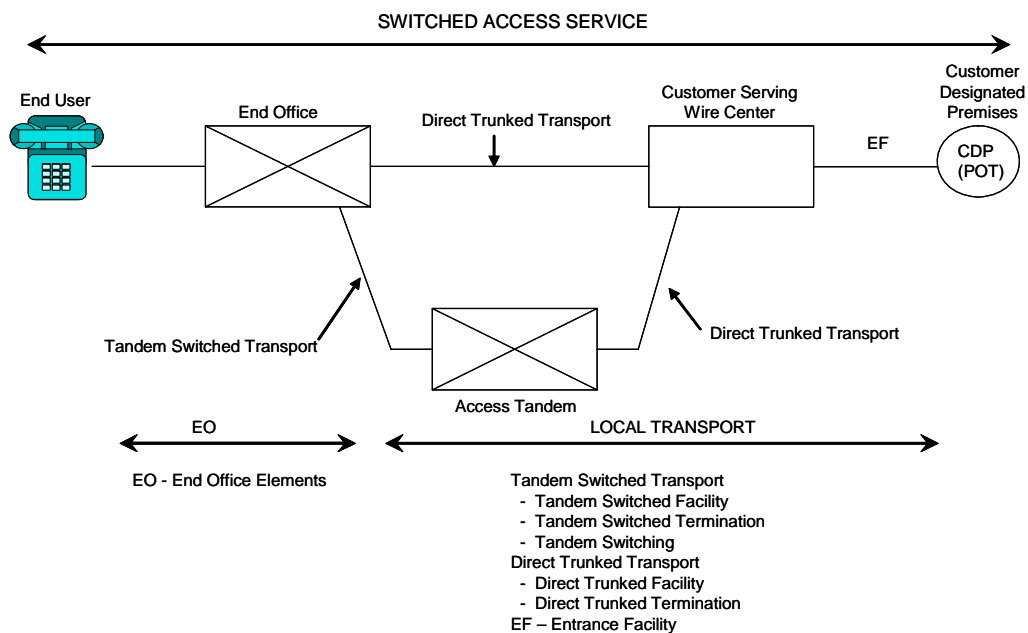 SWITCHED ACCESS SERVICE
End User
End Office
Direct Trunked Transport
Customer Serving
Wire Center
EF
Customer
Designated
Premises
CDP
(POT)
Tandem Switched Transport
Direct Trunked Transport
Access Tandem
EO
LOCAL TRANSPORT
EO - End Office Elements
Tandem Switched Transport
- Tandem Switched Facility
- Tandem Switched Termination
- Tandem Switching
Direct Trunked Transport
- Direct Trunked Facility
- Direct Trunked Termination
EF – Entrance Facility